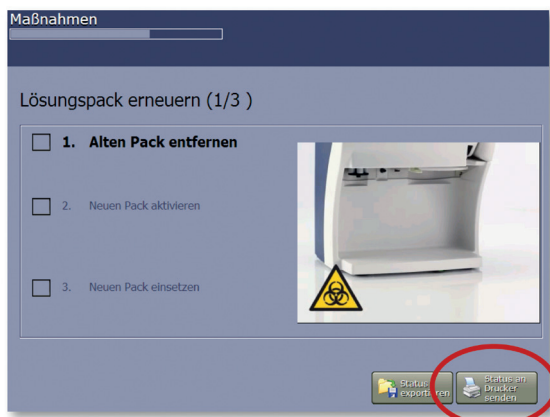 Maßnahmen
Lösungspack erneuern (1/3 )
1. Alten Pack entfernen
2. Neuen Pack aktivieren
3. Neuen Pack einsetzen
Status
exportieren
Status an
Drucker
senden